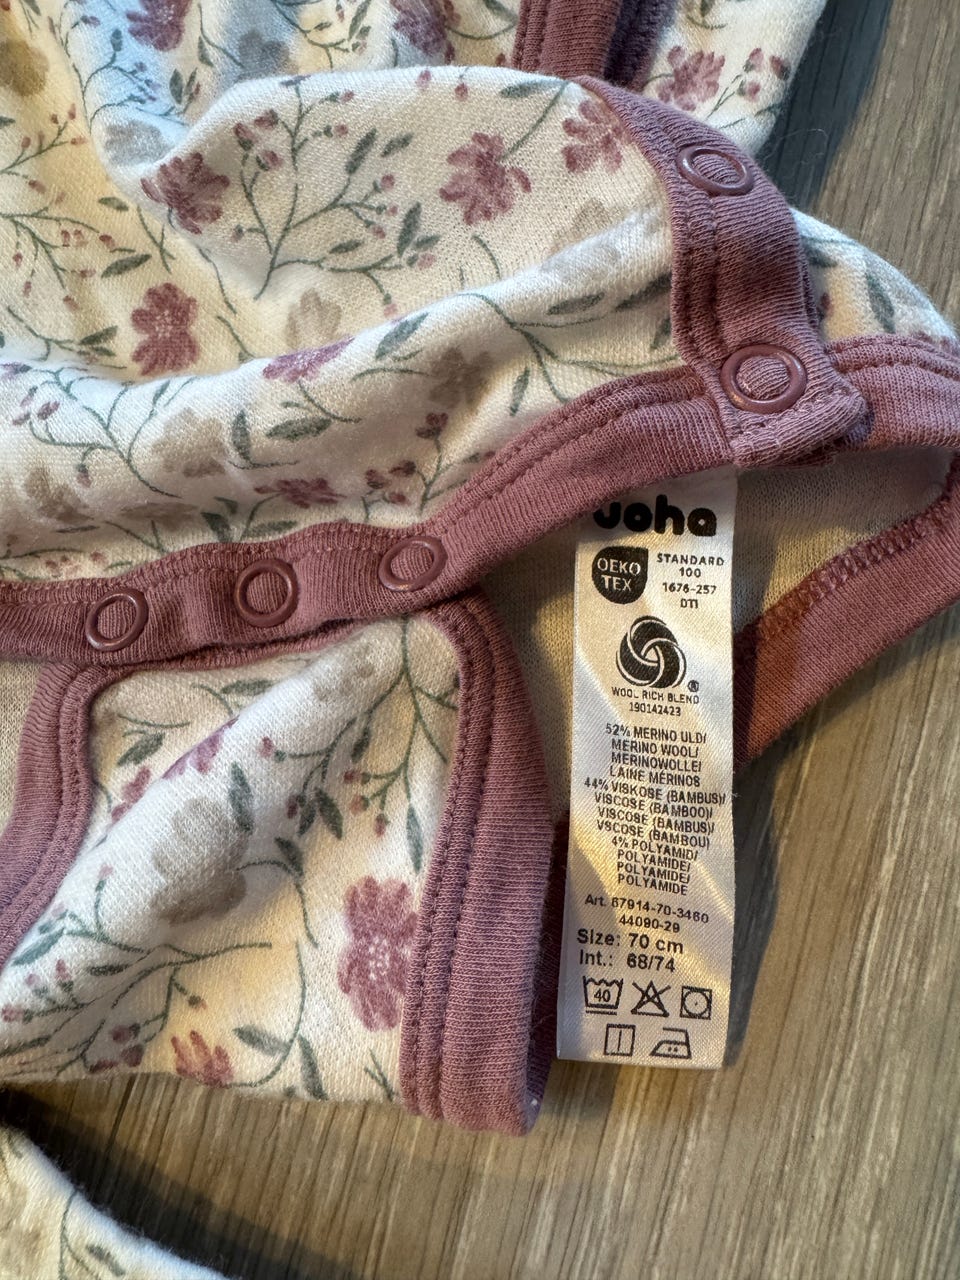 Joha
OEKO
TEX
STANDARD
100
1676-257
DTI
WOOL RICH BLEND ®
190142423
52% MERINO ULD/
MERINO WOOL/
MERINOWOLLE/
LAINE MÉRINOS
44% VISKOSE (BAMBUS)/
VISCOSE (BAMBOO)/
VISCOSE (BAMBUS)/
VSCOSE (BAMBOU)
4% POLYAMID/
POLYAMIDE/
POLYAMIDE/
POLYAMIDE
Art. 67914-70-3460
44090-29
Size: 70 cm
Int.: 68/74
40